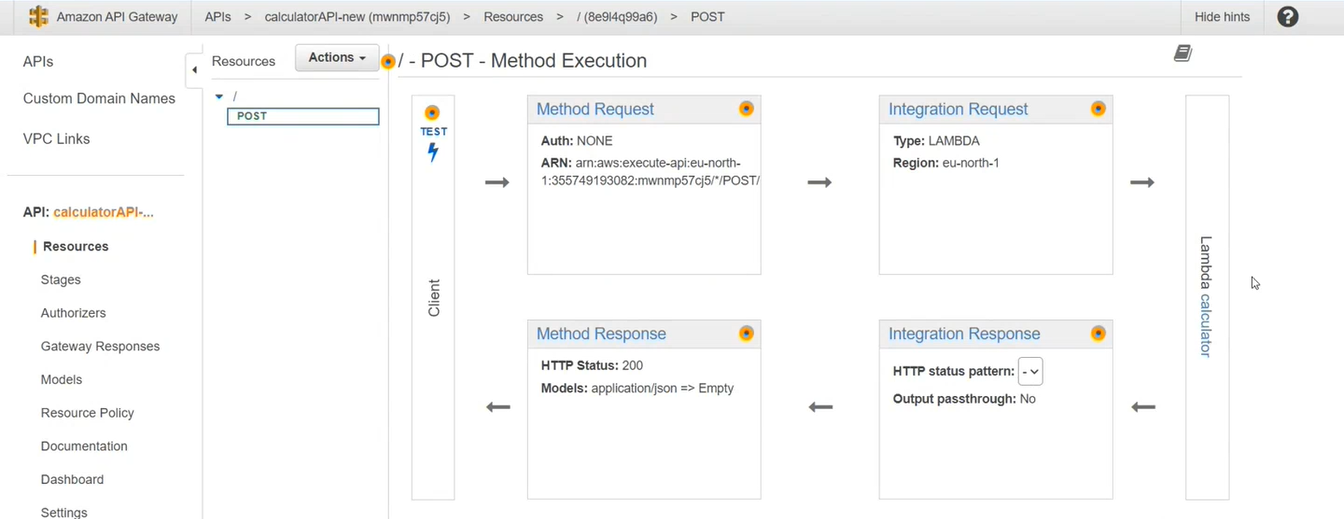 Amazon API Gateway
APIs > calculatorAPI-new (mwnmp57cj5) > Resources > / (8e9l4q99a6) > POST
Hide hints
?
APIs
Custom Domain Names
VPC Links
API: calculatorAPI-...
Resources
Stages
Authorizers
Gateway Responses
Models
Resource Policy
Documentation
Dashboard
Settings
Resources
Actions
/
POST
/ - POST - Method Execution
TEST
Client
Method Request
Auth: NONE
ARN: arn:aws:execute-api:eu-north-
1:355749193082:mwnmp57cj5/*/POST/
Integration Request
Type: LAMBDA
Region: eu-north-1
Lambda calculator
Method Response
HTTP Status: 200
Models: application/json => Empty
Integration Response
HTTP status pattern: -
Output passthrough: No